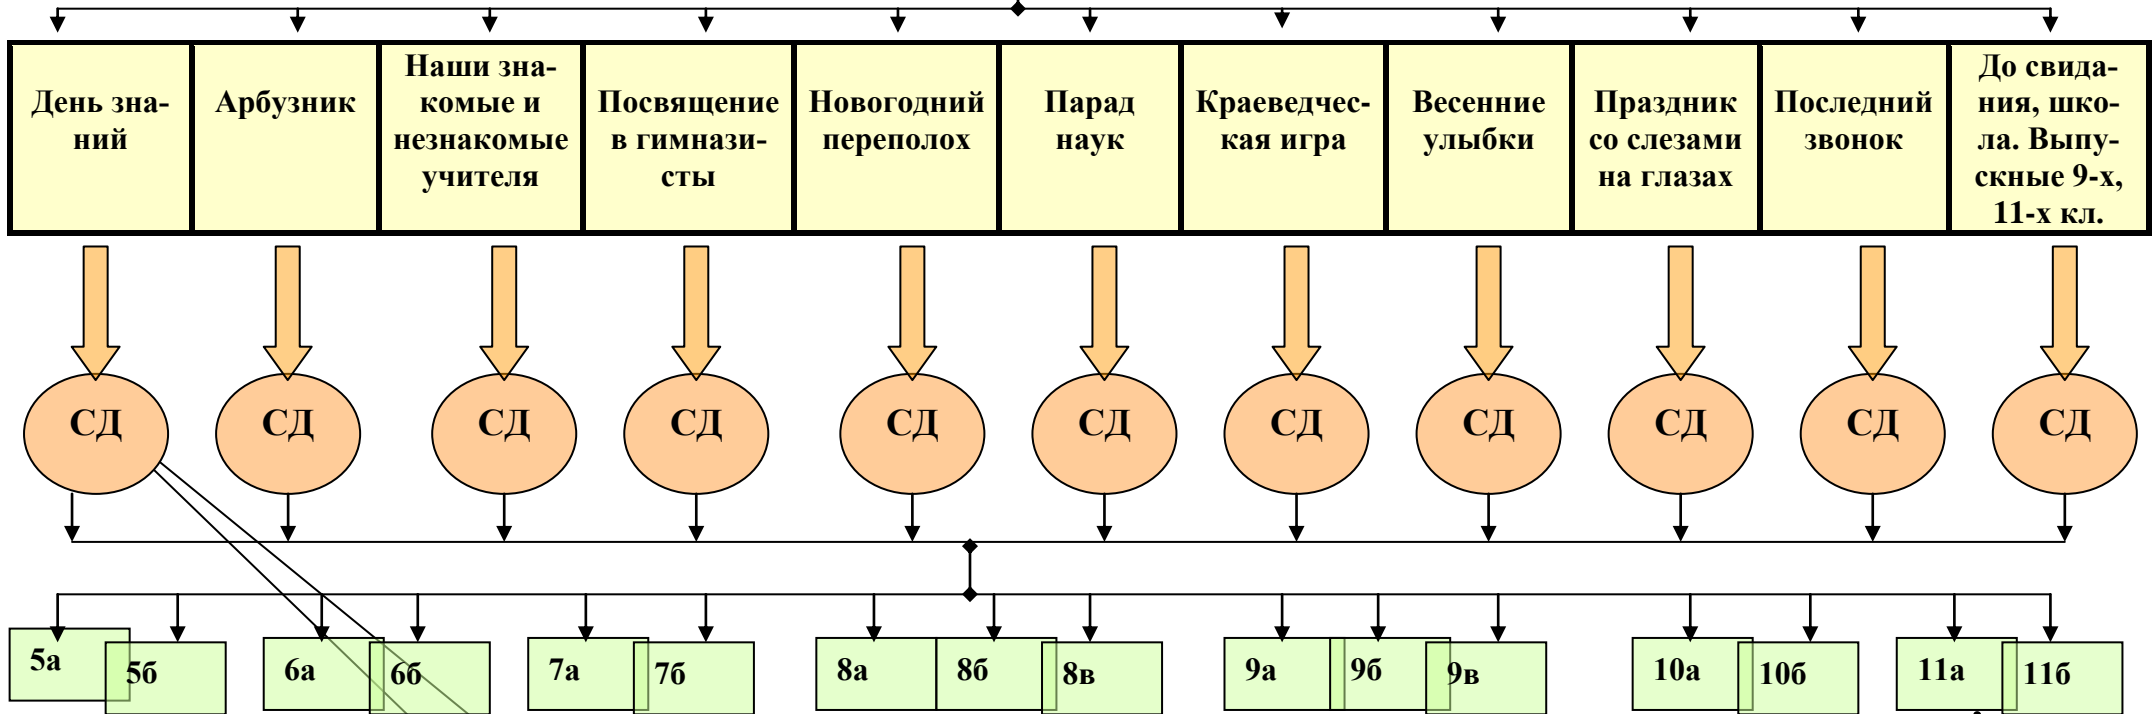 День зна-
ний
Арбузник
Наши зна-
комые и
незнакомые
учителя
Посвящение
в гимнази-
сты
Новогодний
переполох
Парад
наук
Краеведчес-
кая игра
Весенние
улыбки
Праздник
со слезами
на глазах
Последний
звонок
До свида-
ния, шко-
ла. Выпу-
скные 9-х,
11-х кл.
СД
СД
СД
СД
СД
СД
СД
СД
СД
СД
СД
5а
5б
6а
6б
7а
7б
8а
8б
8в
9а
9б
9в
10а
10б
11а
11б